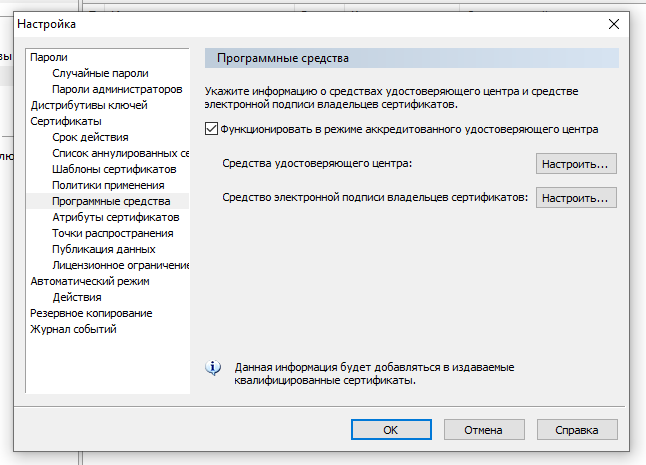 Настройка
Пароли
Случайные пароли
Пароли администраторов
Дистрибутивы ключей
Сертификаты
Срок действия
Список аннулированных се
Шаблоны сертификатов
Политики применения
Программные средства
Атрибуты сертификатов
Точки распространения
Публикация данных
Лицензионное ограничение
Автоматический режим
Действия
Резервное копирование
Журнал событий
Программные средства
Укажите информацию о средствах удостоверяющего центра и средстве
электронной подписи владельцев сертификатов.
Функционировать в режиме аккредитованного удостоверяющего центра
Средства удостоверяющего центра: Настроить...
Средство электронной подписи владельцев сертификатов: Настроить...
Данная информация будет добавляться в издаваемые
квалифицированные сертификаты.
OK Отмена Справка